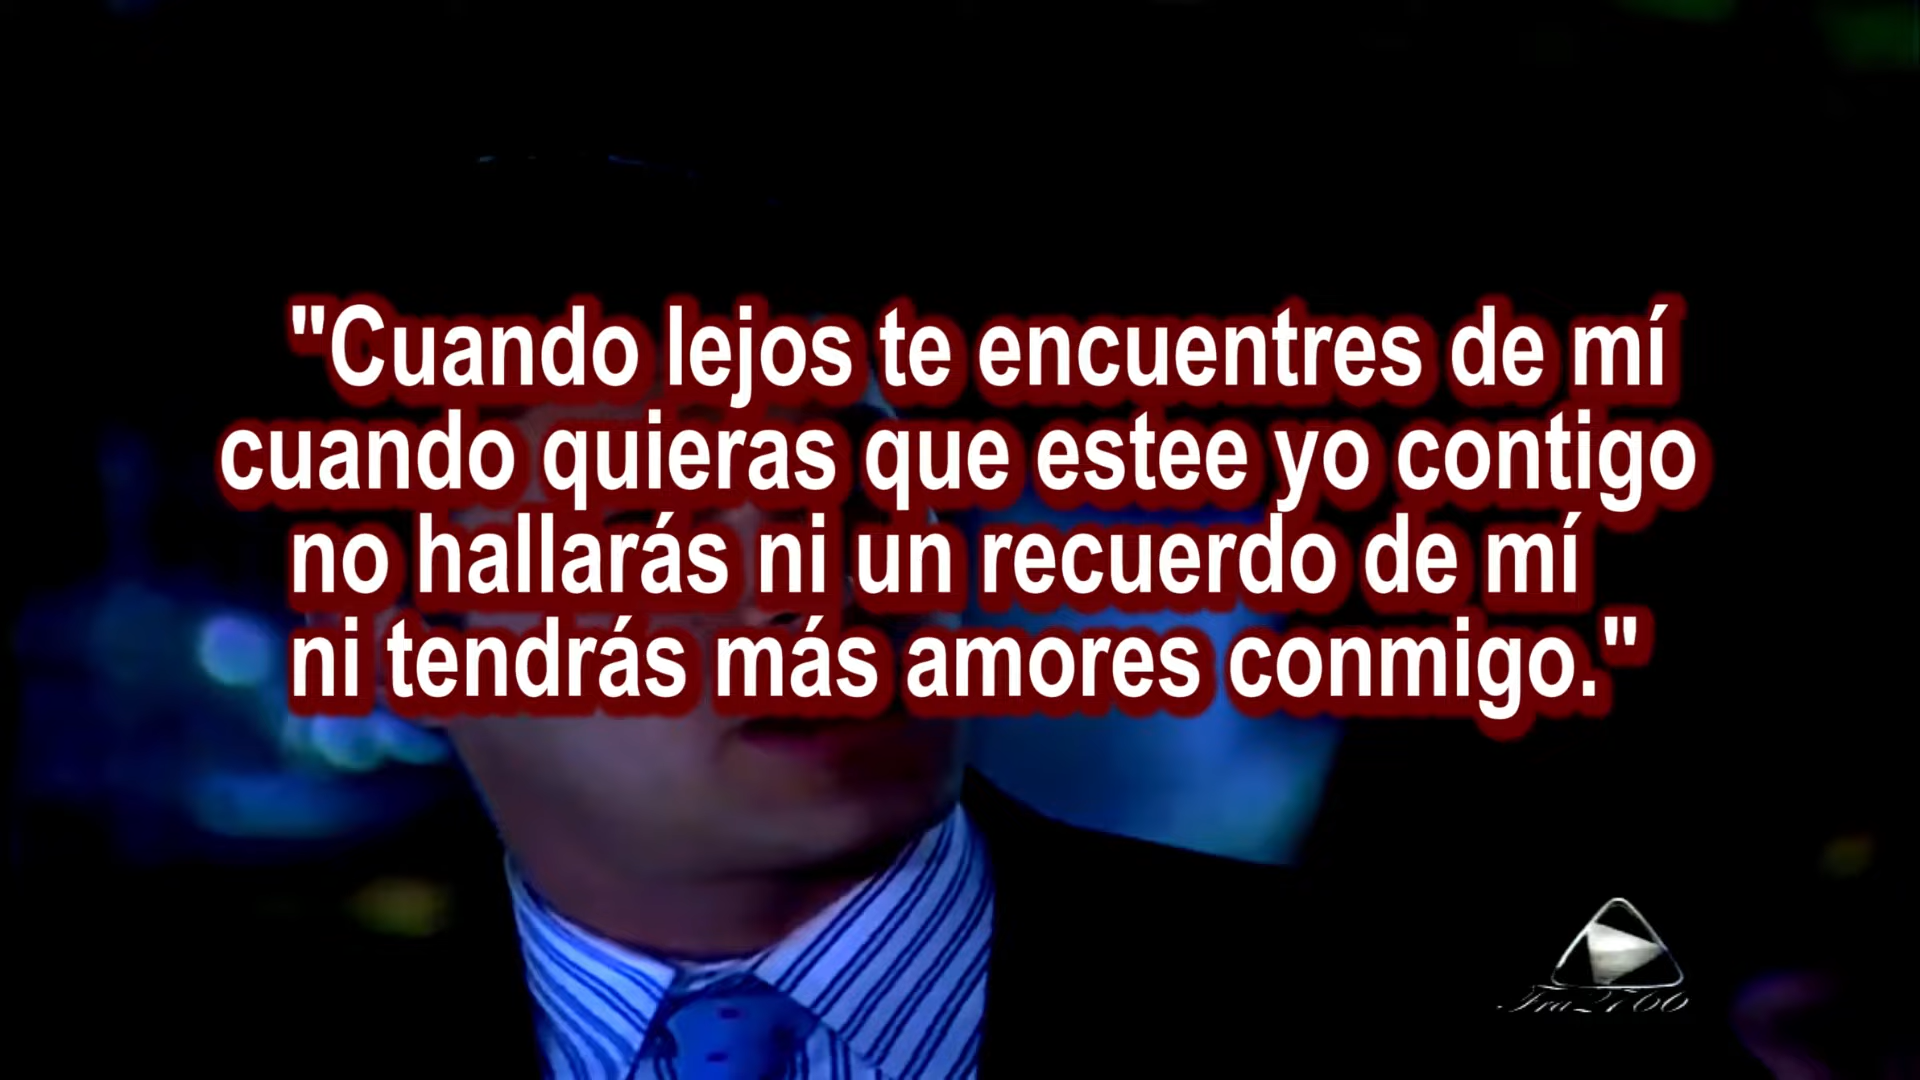 "Cuando lejos te encuentres de mí
cuando quieras que estee yo contigo
no hallarás ni un recuerdo de mí
ni tendrás más amores conmigo."
Fra2700